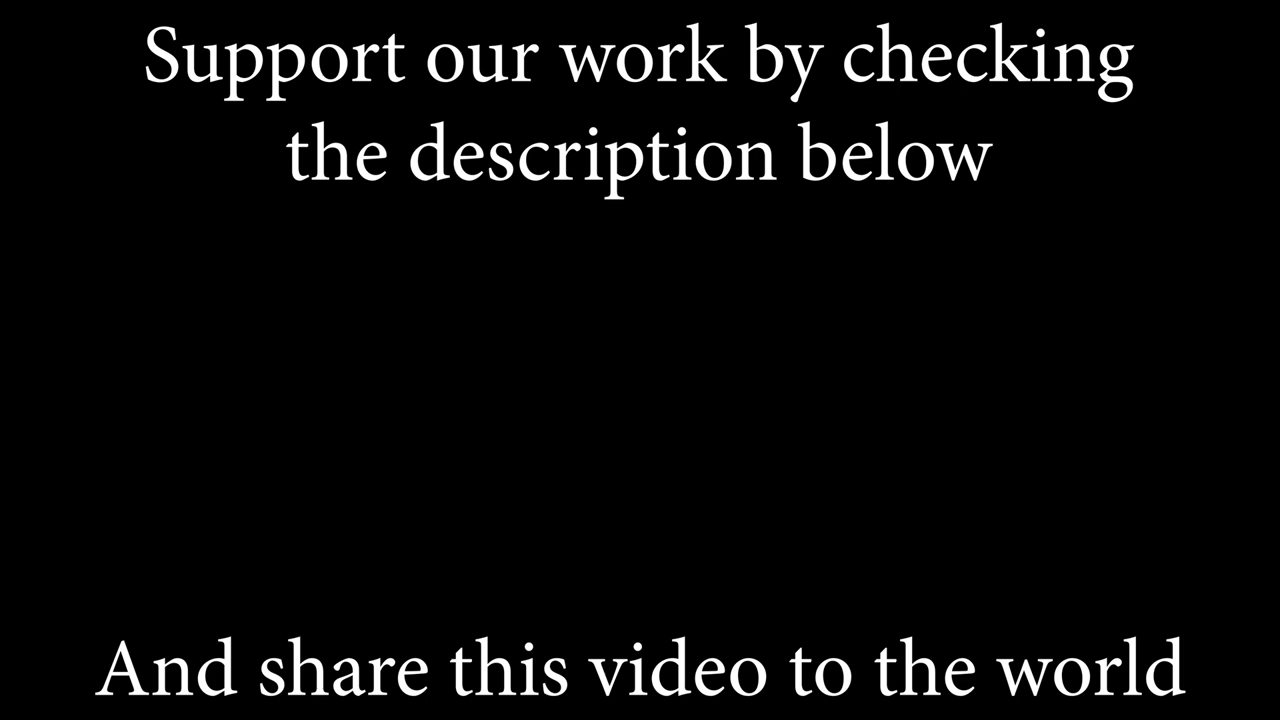 Support our work by checking
the description below
And share this video to the world